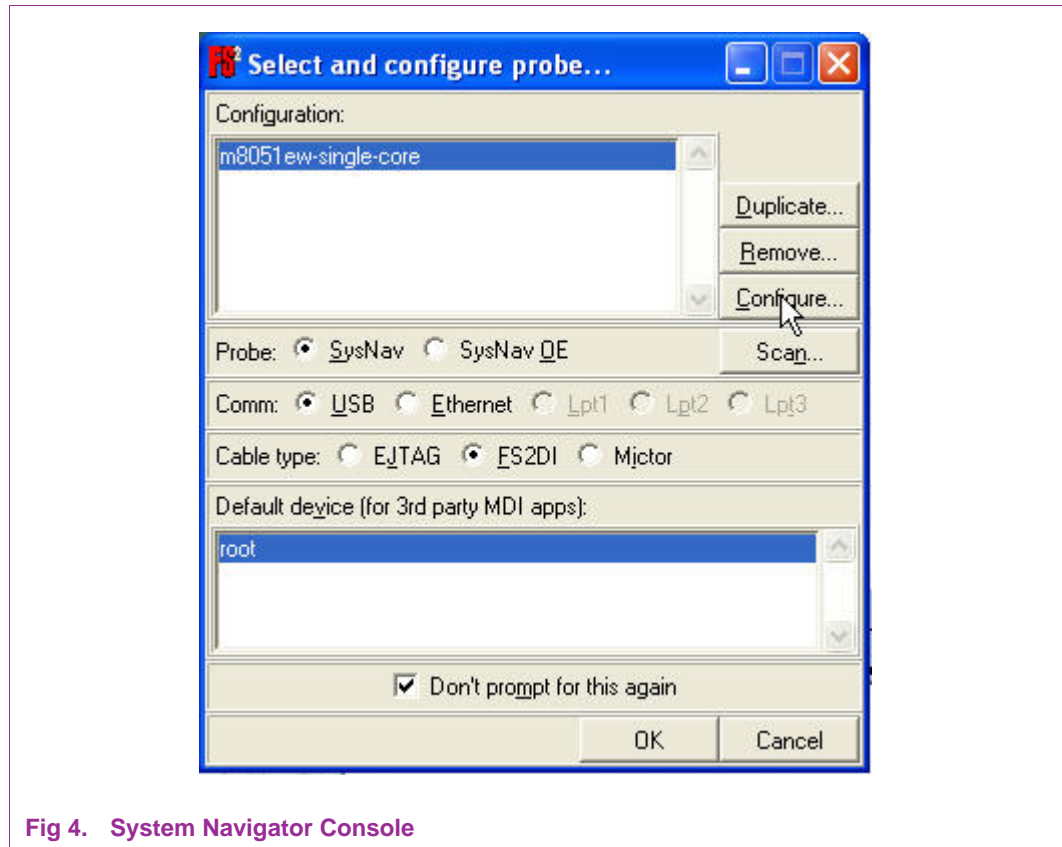 FS² Select and configure probe...
Configuration:
m8051ew-single-core
Duplicate...
Remove...
Configure...
Probe: SysNav SysNav OE Scan...
Comm: USB Ethernet Lpt1 Lpt2 Lpt3
Cable type: EJTAG FS2DI Mictor
Default device (for 3rd party MDI apps):
root
Don't prompt for this again
OK Cancel
Fig 4. System Navigator Console